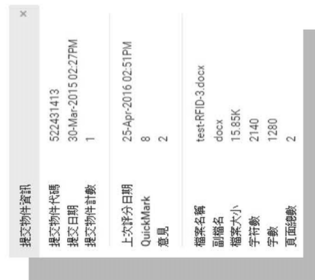 提交物件資訊 ×
提交物件代碼 522431413
提交日期 30-Mar-2015 02:27PM
提交物件計數 1
上次評分日期 25-Apr-2016 02:51PM
QuickMark 8
意見 2
檔案名稱 test-RFID-3.docx
副檔名 docx
檔案大小 15.85K
字符數 2140
字數 1280
頁面總數 2